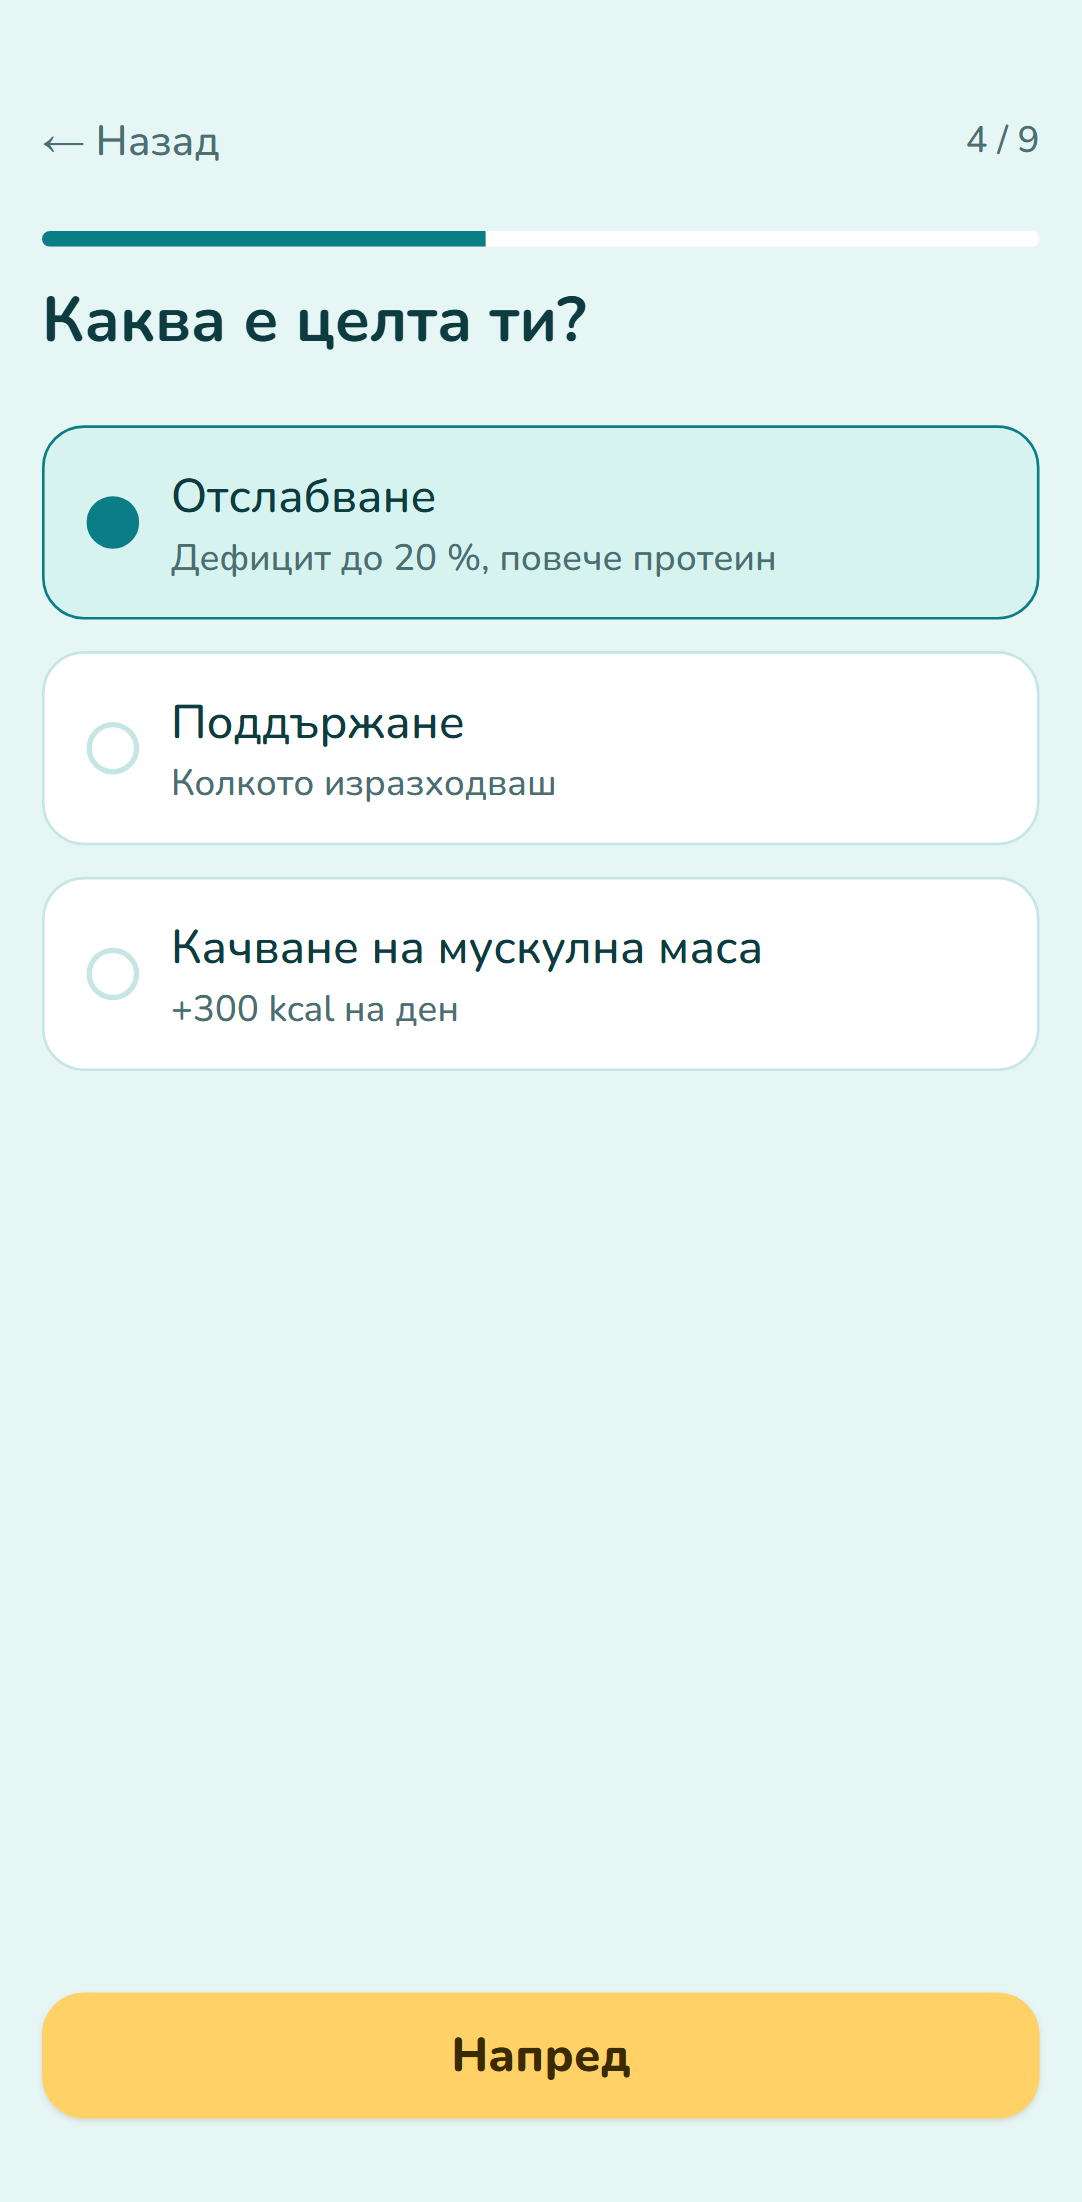 ← Назад
4 / 9
Каква е целта ти?
Отслабване
Дефицит до 20 %, повече протеин
Поддържане
Колкото изразходваш
Качване на мускулна маса
+300 kcal на ден
Напред